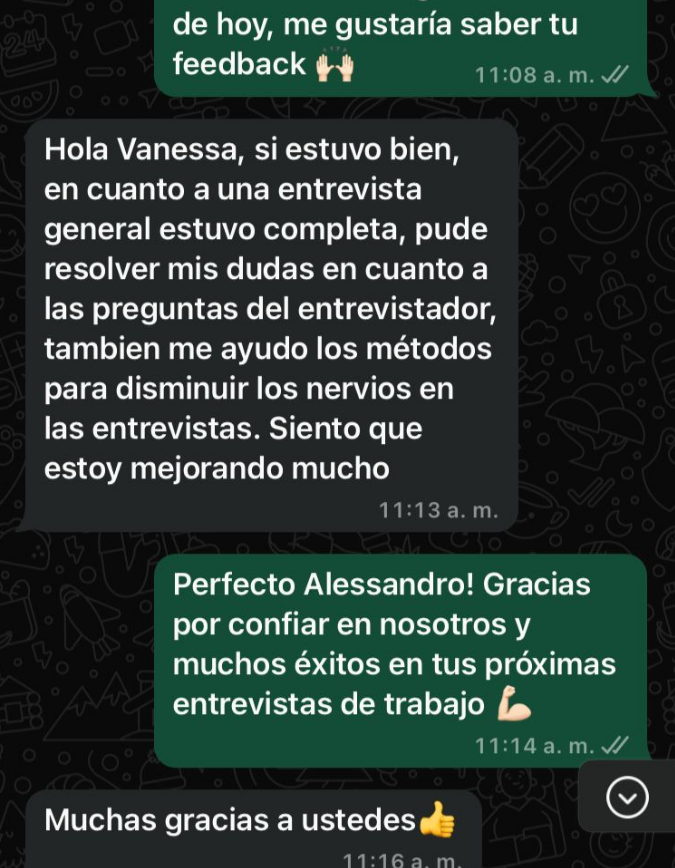 de hoy, me gustaría saber tu
feedback 🙌🏻
11:08 a. m.
Hola Vanessa, si estuvo bien,
en cuanto a una entrevista
general estuvo completa, pude
resolver mis dudas en cuanto a
las preguntas del entrevistador,
tambien me ayudo los métodos
para disminuir los nervios en
las entrevistas. Siento que
estoy mejorando mucho
11:13 a. m.
Perfecto Alessandro! Gracias
por confiar en nosotros y
muchos éxitos en tus próximas
entrevistas de trabajo 💪🏻
11:14 a. m.
Muchas gracias a ustedes👍
11:16 a. m.